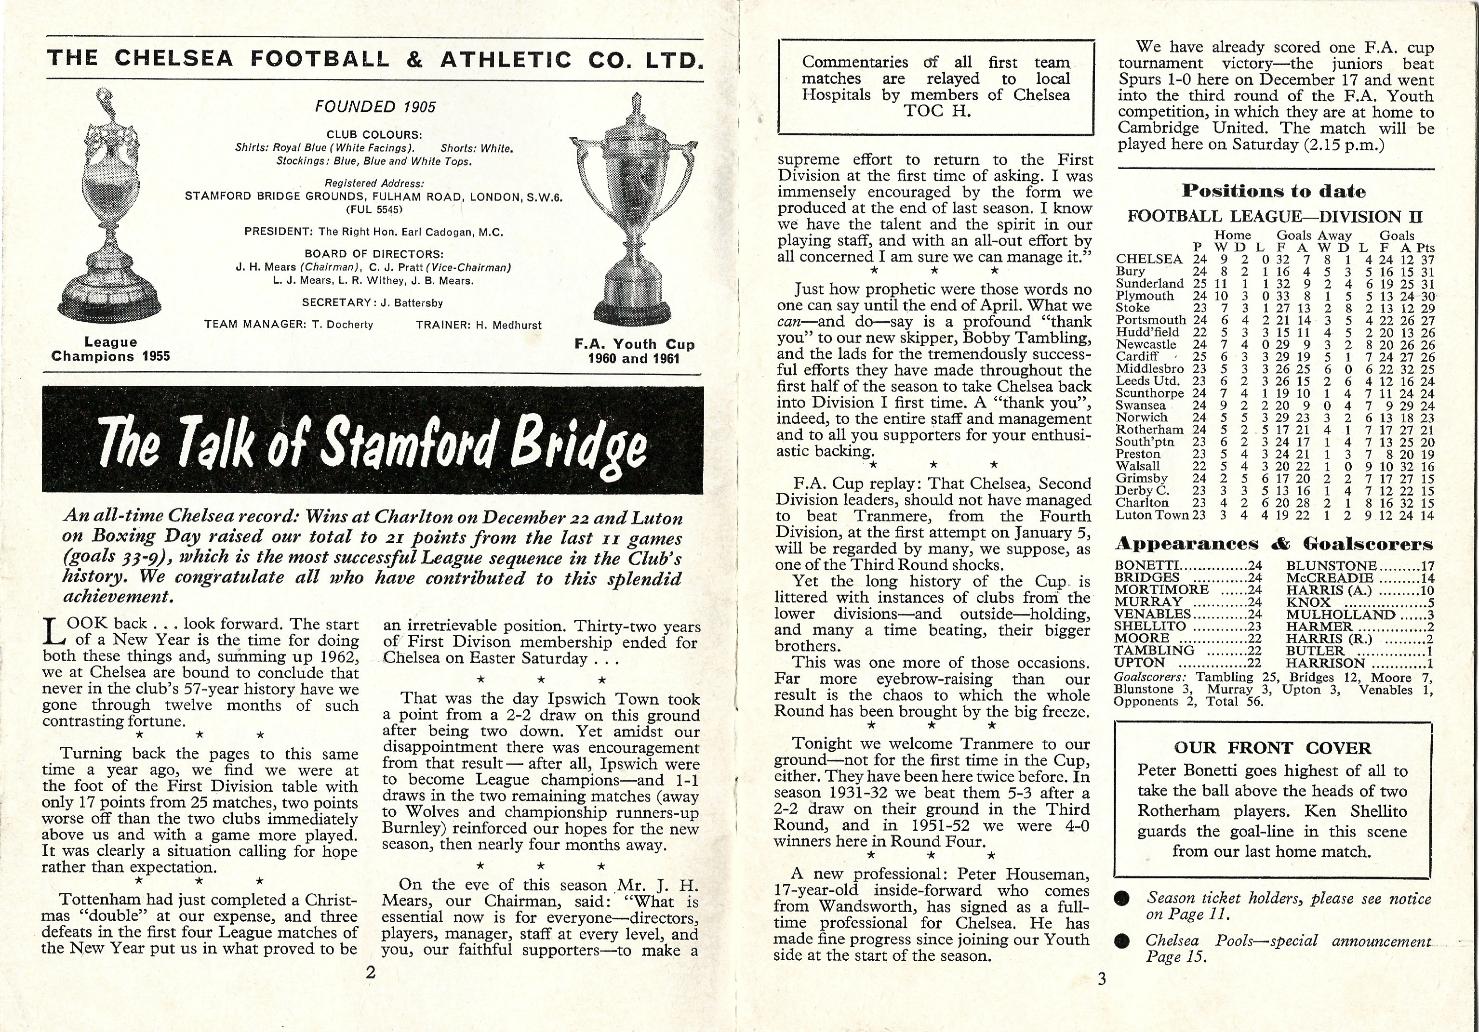 THE CHELSEA FOOTBALL & ATHLETIC CO. LTD.
FOUNDED 1905
CLUB COLOURS:
Shirts: Royal Blue (White Facings). Shorts: White.
Stockings: Blue, Blue and White Tops.
Registered Address:
STAMFORD BRIDGE GROUNDS, FULHAM ROAD, LONDON, S.W.6.
(FUL 5545)
PRESIDENT: The Right Hon. Earl Cadogan, M.C.
BOARD OF DIRECTORS:
J. H. Mears (Chairman), C. J. Pratt (Vice-Chairman)
L. J. Mears, L. R. Withey, J. B. Mears.
SECRETARY: J. Battersby
TEAM MANAGER: T. Docherty TRAINER: H. Medhurst
League
Champions 1955
F.A. Youth Cup
1960 and 1961
The Talk of Stamford Bridge
An all-time Chelsea record: Wins at Charlton on December 22 and Luton
on Boxing Day raised our total to 21 points from the last 11 games
(goals 33-9), which is the most successful League sequence in the Club's
history. We congratulate all who have contributed to this splendid
achievement.
LOOK back . . . look forward. The start
of a New Year is the time for doing
both these things and, summing up 1962,
we at Chelsea are bound to conclude that
never in the club's 57-year history have we
gone through twelve months of such
contrasting fortune.
* * *
Turning back the pages to this same
time a year ago, we find we were at
the foot of the First Division table with
only 17 points from 25 matches, two points
worse off than the two clubs immediately
above us and with a game more played.
It was clearly a situation calling for hope
rather than expectation.
* * *
Tottenham had just completed a Christ-
mas "double" at our expense, and three
defeats in the first four League matches of
the New Year put us in what proved to be
an irretrievable position. Thirty-two years
of First Divison membership ended for
Chelsea on Easter Saturday . . .
* * *
That was the day Ipswich Town took
a point from a 2-2 draw on this ground
after being two down. Yet amidst our
disappointment there was encouragement
from that result — after all, Ipswich were
to become League champions—and 1-1
draws in the two remaining matches (away
to Wolves and championship runners-up
Burnley) reinforced our hopes for the new
season, then nearly four months away.
* * *
On the eve of this season Mr. J. H.
Mears, our Chairman, said: "What is
essential now is for everyone—directors,
players, manager, staff at every level, and
you, our faithful supporters—to make a
2
Commentaries of all first team
matches are relayed to local
Hospitals by members of Chelsea
TOC H.
supreme effort to return to the First
Division at the first time of asking. I was
immensely encouraged by the form we
produced at the end of last season. I know
we have the talent and the spirit in our
playing staff, and with an all-out effort by
all concerned I am sure we can manage it."
* * *
Just how prophetic were those words no
one can say until the end of April. What we
can—and do—say is a profound "thank
you" to our new skipper, Bobby Tambling,
and the lads for the tremendously success-
ful efforts they have made throughout the
first half of the season to take Chelsea back
into Division I first time. A "thank you",
indeed, to the entire staff and management
and to all you supporters for your enthusi-
astic backing.
* * *
F.A. Cup replay: That Chelsea, Second
Division leaders, should not have managed
to beat Tranmere, from the Fourth
Division, at the first attempt on January 5,
will be regarded by many, we suppose, as
one of the Third Round shocks.
Yet the long history of the Cup is
littered with instances of clubs from the
lower divisions—and outside—holding,
and many a time beating, their bigger
brothers.
This was one more of those occasions.
Far more eyebrow-raising than our
result is the chaos to which the whole
Round has been brought by the big freeze.
* * *
Tonight we welcome Tranmere to our
ground—not for the first time in the Cup,
either. They have been here twice before. In
season 1931-32 we beat them 5-3 after a
2-2 draw on their ground in the Third
Round, and in 1951-52 we were 4-0
winners here in Round Four.
* * *
A new professional: Peter Houseman,
17-year-old inside-forward who comes
from Wandsworth, has signed as a full-
time professional for Chelsea. He has
made fine progress since joining our Youth
side at the start of the season.
We have already scored one F.A. cup
tournament victory—the juniors beat
Spurs 1-0 here on December 17 and went
into the third round of the F.A. Youth
competition, in which they are at home to
Cambridge United. The match will be
played here on Saturday (2.15 p.m.)
Positions to date
FOOTBALL LEAGUE—DIVISION II
Home Goals Away Goals
P W D L F A W D L F A Pts
CHELSEA 24 9 2 0 32 7 8 1 4 24 12 37
Bury 24 8 2 1 16 4 5 3 5 16 15 31
Sunderland 25 11 1 1 32 9 2 4 6 19 25 31
Plymouth 24 10 3 0 33 8 1 5 5 13 24 30
Stoke 23 7 3 1 27 13 2 8 2 13 12 29
Portsmouth 24 6 4 2 21 14 3 5 4 22 26 27
Hudd'field 22 5 3 3 15 11 4 5 2 20 13 26
Newcastle 24 7 4 0 29 9 3 2 8 20 26 26
Cardiff 25 6 3 3 29 19 5 1 7 24 27 26
Middlesbro 23 5 3 3 26 25 6 0 6 22 32 25
Leeds Utd. 23 6 2 3 26 15 2 6 4 12 16 24
Scunthorpe 24 7 4 1 19 10 1 4 7 11 24 24
Swansea 24 9 2 2 20 9 0 4 7 9 29 24
Norwich 24 5 5 3 29 23 3 2 6 13 18 23
Rotherham 24 5 2 5 17 21 4 1 7 17 27 21
South'ptn 23 6 2 3 24 17 1 4 7 13 25 20
Preston 23 5 4 3 24 21 1 3 7 8 20 19
Walsall 22 5 4 3 20 22 1 0 9 10 32 16
Grimsby 24 2 5 6 17 20 2 2 7 17 27 15
Derby C. 23 3 3 5 13 16 1 4 7 12 22 15
Charlton 23 4 2 6 20 28 2 1 8 16 32 15
Luton Town 23 3 4 4 19 22 1 2 9 12 24 14
Appearances & Goalscorers
BONETTI............24 BLUNSTONE........17
BRIDGES ............24 McCREADIE ........14
MORTIMORE ......24 HARRIS (A.) ........10
MURRAY ............24 KNOX ..................5
VENABLES............24 MULHOLLAND ......3
SHELLITO ............23 HARMER...............2
MOORE ...............22 HARRIS (R.) .........2
TAMBLING .........22 BUTLER ...............1
UPTON ...............22 HARRISON ............1
Goalscorers: Tambling 25, Bridges 12, Moore 7,
Blunstone 3, Murray 3, Upton 3, Venables 1,
Opponents 2, Total 56.
OUR FRONT COVER
Peter Bonetti goes highest of all to
take the ball above the heads of two
Rotherham players. Ken Shellito
guards the goal-line in this scene
from our last home match.
● Season ticket holders, please see notice
on Page 11.
● Chelsea Pools—special announcement
Page 15.
3